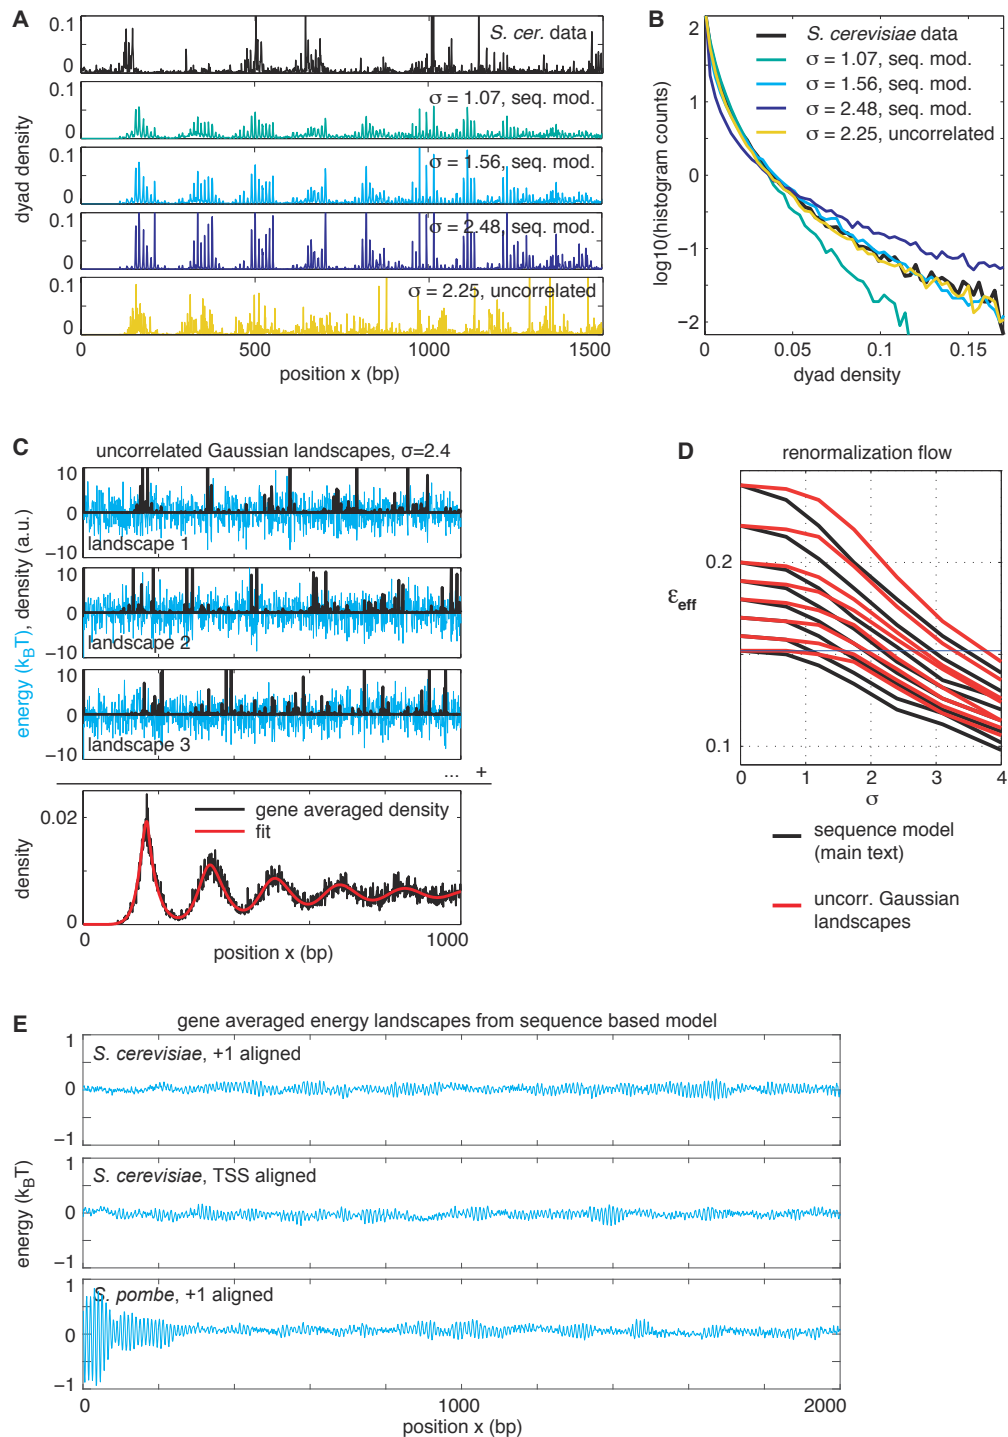 A
0.1
0
S. cer. data
0.1
0
σ = 1.07, seq. mod.
0.1
0
σ = 1.56, seq. mod.
0.1
0
σ = 2.48, seq. mod.
0.1
0
σ = 2.25, uncorrelated
dyad density
0 500 1000 1500
position x (bp)
B
S. cerevisiae data
σ = 1.07, seq. mod.
σ = 1.56, seq. mod.
σ = 2.48, seq. mod.
σ = 2.25, uncorrelated
log10(histogram counts)
2
1
0
−1
−2
0 0.05 0.1 0.15
dyad density
C
uncorrelated Gaussian landscapes, σ=2.4
10
0
−10
landscape 1
10
0
−10
landscape 2
10
0
−10
landscape 3
energy (kBT), density (a.u.)
... +
0.02
0
density
gene averaged density
fit
0 1000
position x (bp)
D
renormalization flow
0.2
0.1
εeff
0 1 2 3 4
σ
sequence model
(main text)
uncorr. Gaussian
landscapes
E
gene averaged energy landscapes from sequence based model
1
0
−1
S. cerevisiae, +1 aligned
1
0
−1
S. cerevisiae, TSS aligned
1
0
−1
S. pombe, +1 aligned
energy (kBT)
0 1000 2000
position x (bp)